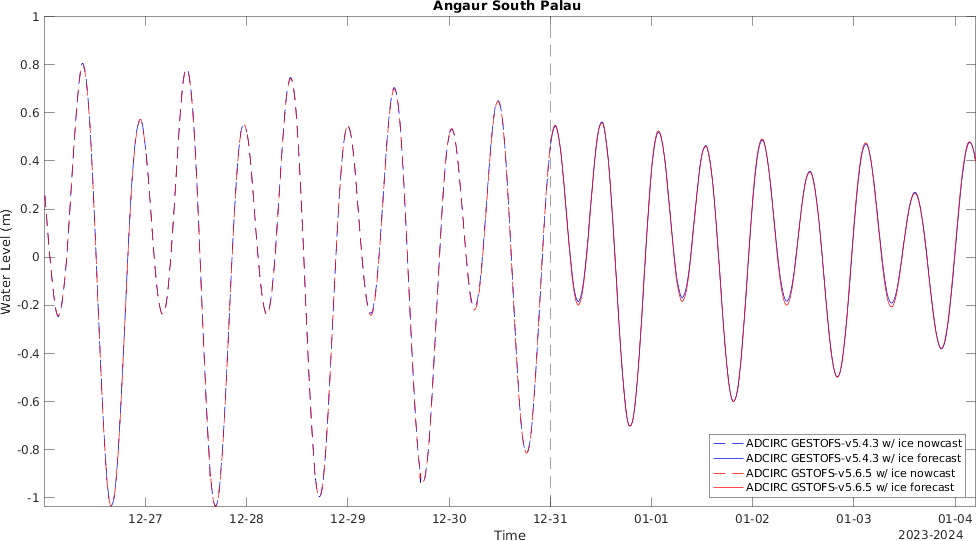 Angaur South Palau
1
0.8
0.6
0.4
0.2
0
-0.2
-0.4
-0.6
-0.8
-1
Water Level (m)
ADCIRC GESTOFS-v5.4.3 w/ ice nowcast
ADCIRC GESTOFS-v5.4.3 w/ ice forecast
ADCIRC GSTOFS-v5.6.5 w/ ice nowcast
ADCIRC GSTOFS-v5.6.5 w/ ice forecast
12-27 12-28 12-29 12-30 12-31 01-01 01-02 01-03 01-04
Time
2023-2024